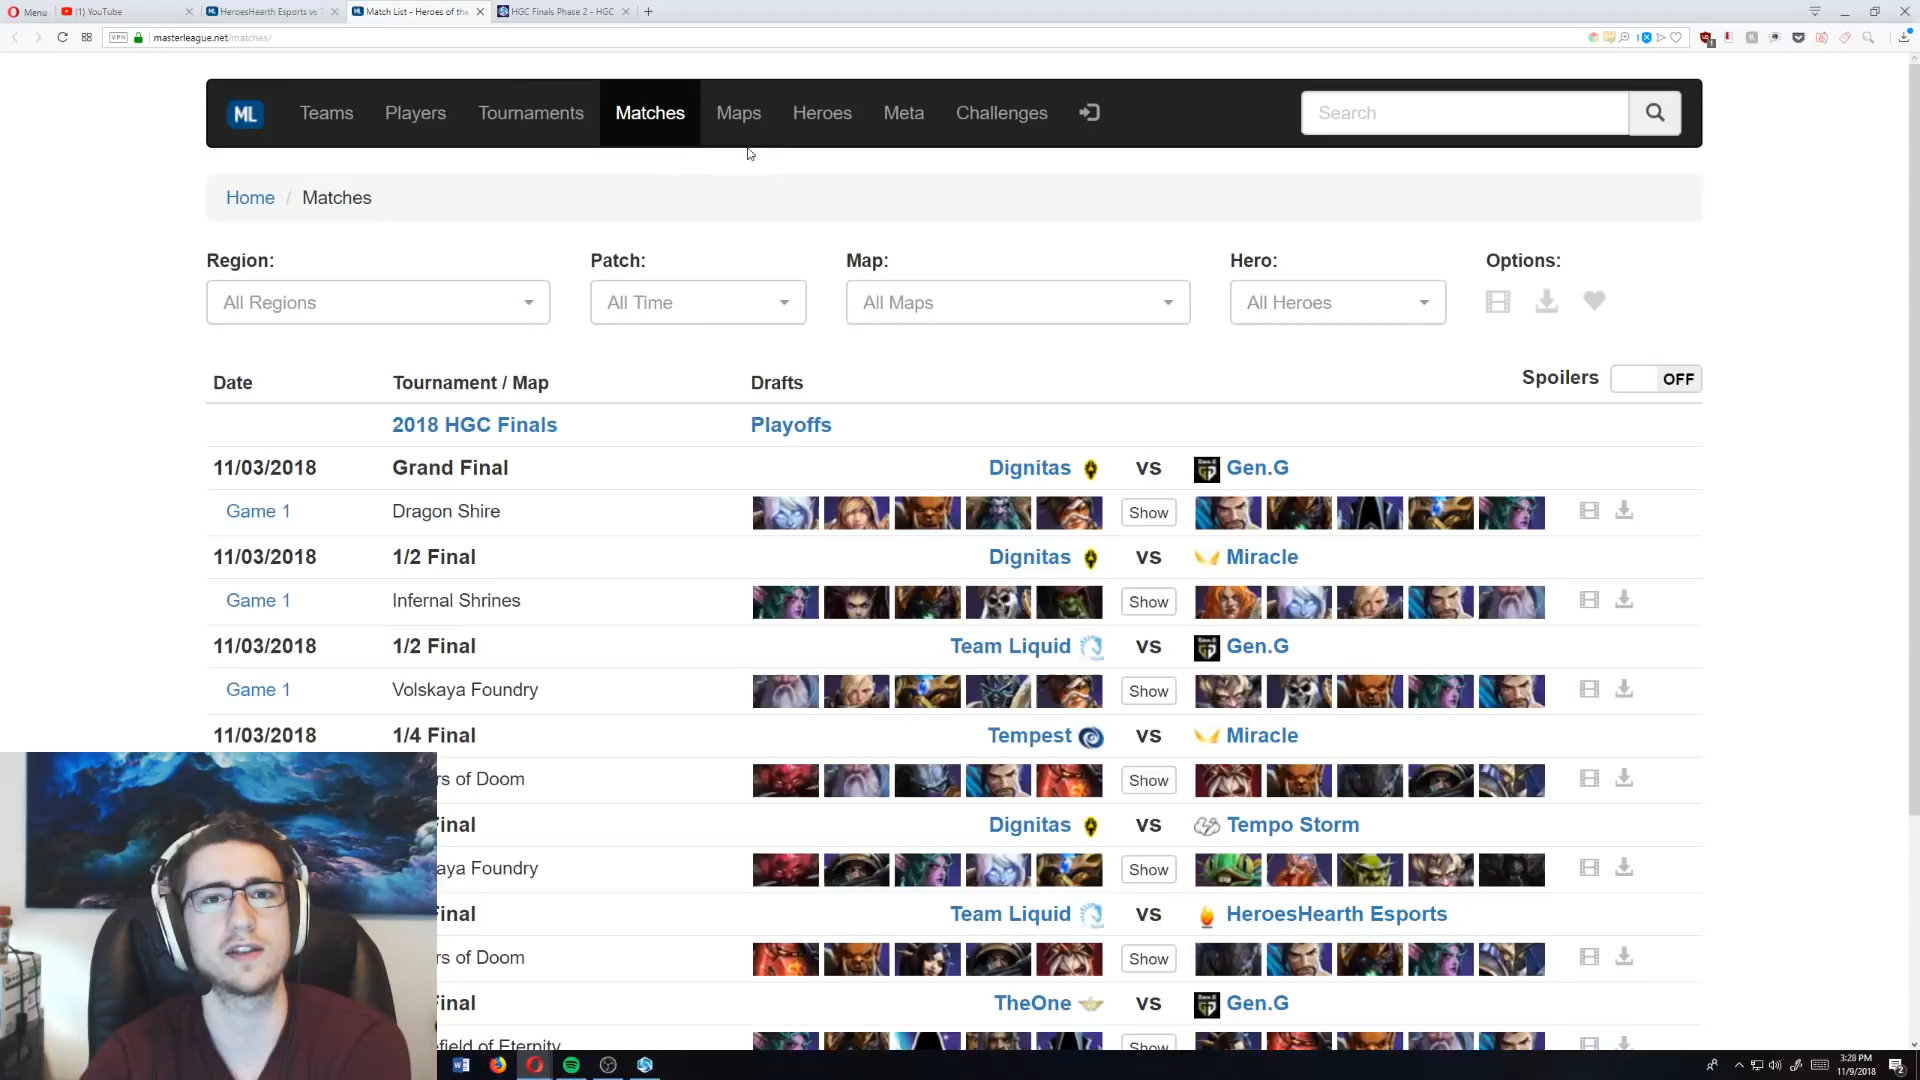 Menu
(1) YouTube
HeroesHearth Esports vs T
Match List - Heroes of the
HGC Finals Phase 2 - HGC
VPN
masterleague.net/matches/
ML
Teams
Players
Tournaments
Matches
Maps
Heroes
Meta
Challenges
Search
Home / Matches
Region:
Patch:
Map:
Hero:
Options:
All Regions
All Time
All Maps
All Heroes
Date
Tournament / Map
Drafts
Spoilers
OFF
2018 HGC Finals
Playoffs
11/03/2018 Grand Final Dignitas VS Gen.G
Game 1 Dragon Shire Show
11/03/2018 1/2 Final Dignitas VS Miracle
Game 1 Infernal Shrines Show
11/03/2018 1/2 Final Team Liquid VS Gen.G
Game 1 Volskaya Foundry Show
11/03/2018 1/4 Final Tempest VS Miracle
rs of Doom Show
inal Dignitas VS Tempo Storm
aya Foundry Show
inal Team Liquid VS HeroesHearth Esports
rs of Doom Show
inal TheOne VS Gen.G
efield of Eternity Show
3:28 PM
11/9/2018